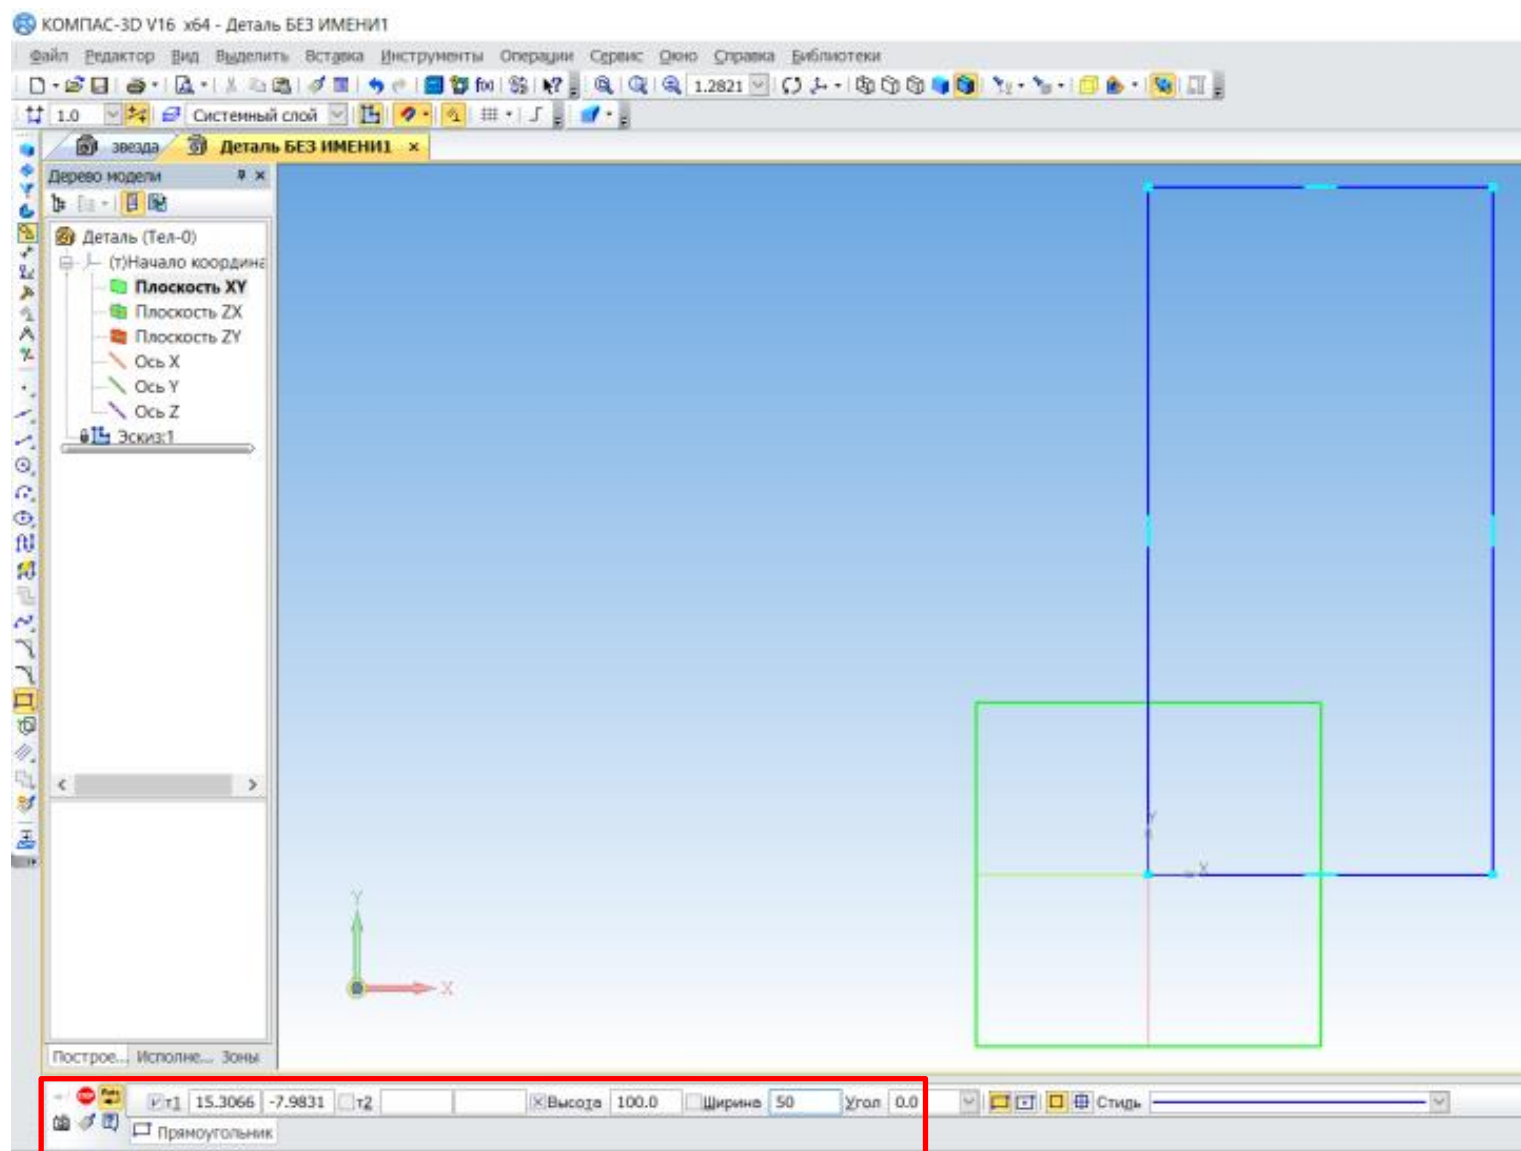 КОМПАС-3D V16 x64 - Деталь БЕЗ ИМЕНИ1
Файл Редактор Вид Выделить Вставка Инструменты Операции Сервис Окно Справка Библиотеки
f(x) 1.2821
1.0 Системный слой
звезда Деталь БЕЗ ИМЕНИ1
Дерево модели
Деталь (Тел-0)
(т)Начало координа
Плоскость XY
Плоскость ZX
Плоскость ZY
Ось X
Ось Y
Ось Z
Эскиз:1
Y
X
Y
X
Построе... Исполне... Зоны
т1 15.3066 -7.9831 т2 Высота 100.0 Ширина 50 Угол 0.0 Стиль
Прямоугольник